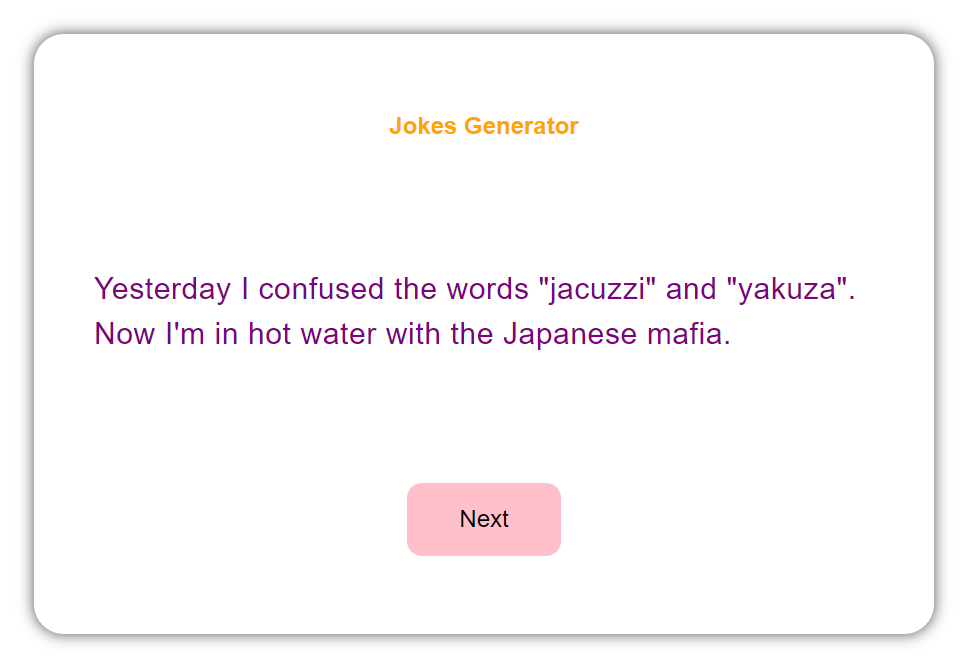 Jokes Generator
Yesterday I confused the words "jacuzzi" and "yakuza".
Now I'm in hot water with the Japanese mafia.
Next